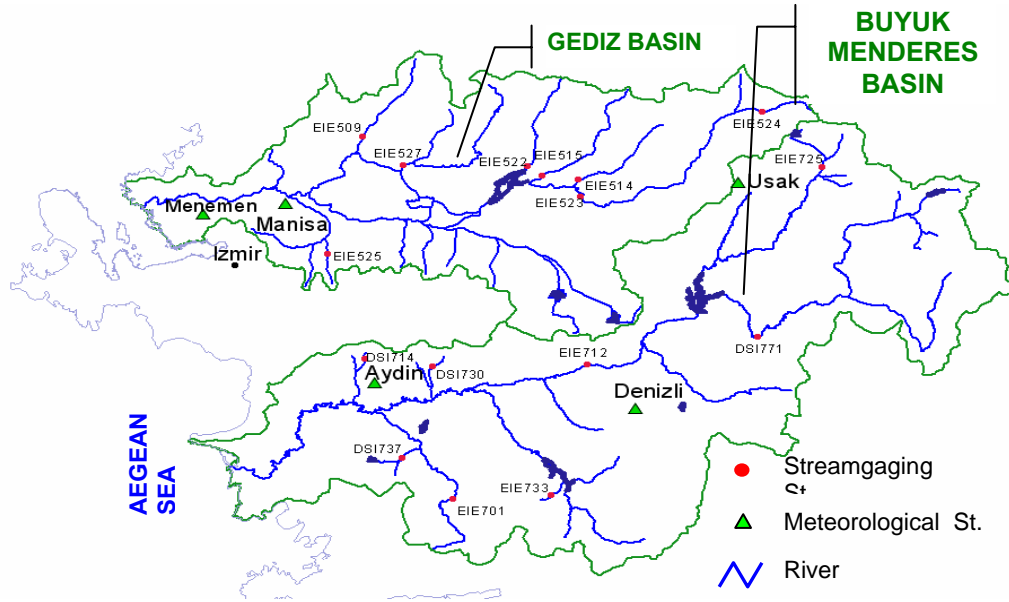 GEDIZ BASIN
BUYUK
MENDERES
BASIN
EIE509
EIE527
EIE522
EIE515
EIE514
EIE523
EIE524
EIE725
Usak
Menemen
Manisa
Izmir
EIE525
DSI771
DSI714
Aydin
DSI730
EIE712
Denizli
DSI737
EIE701
EIE733
AEGEAN
SEA
Streamgaging
St.
Meteorological St.
River